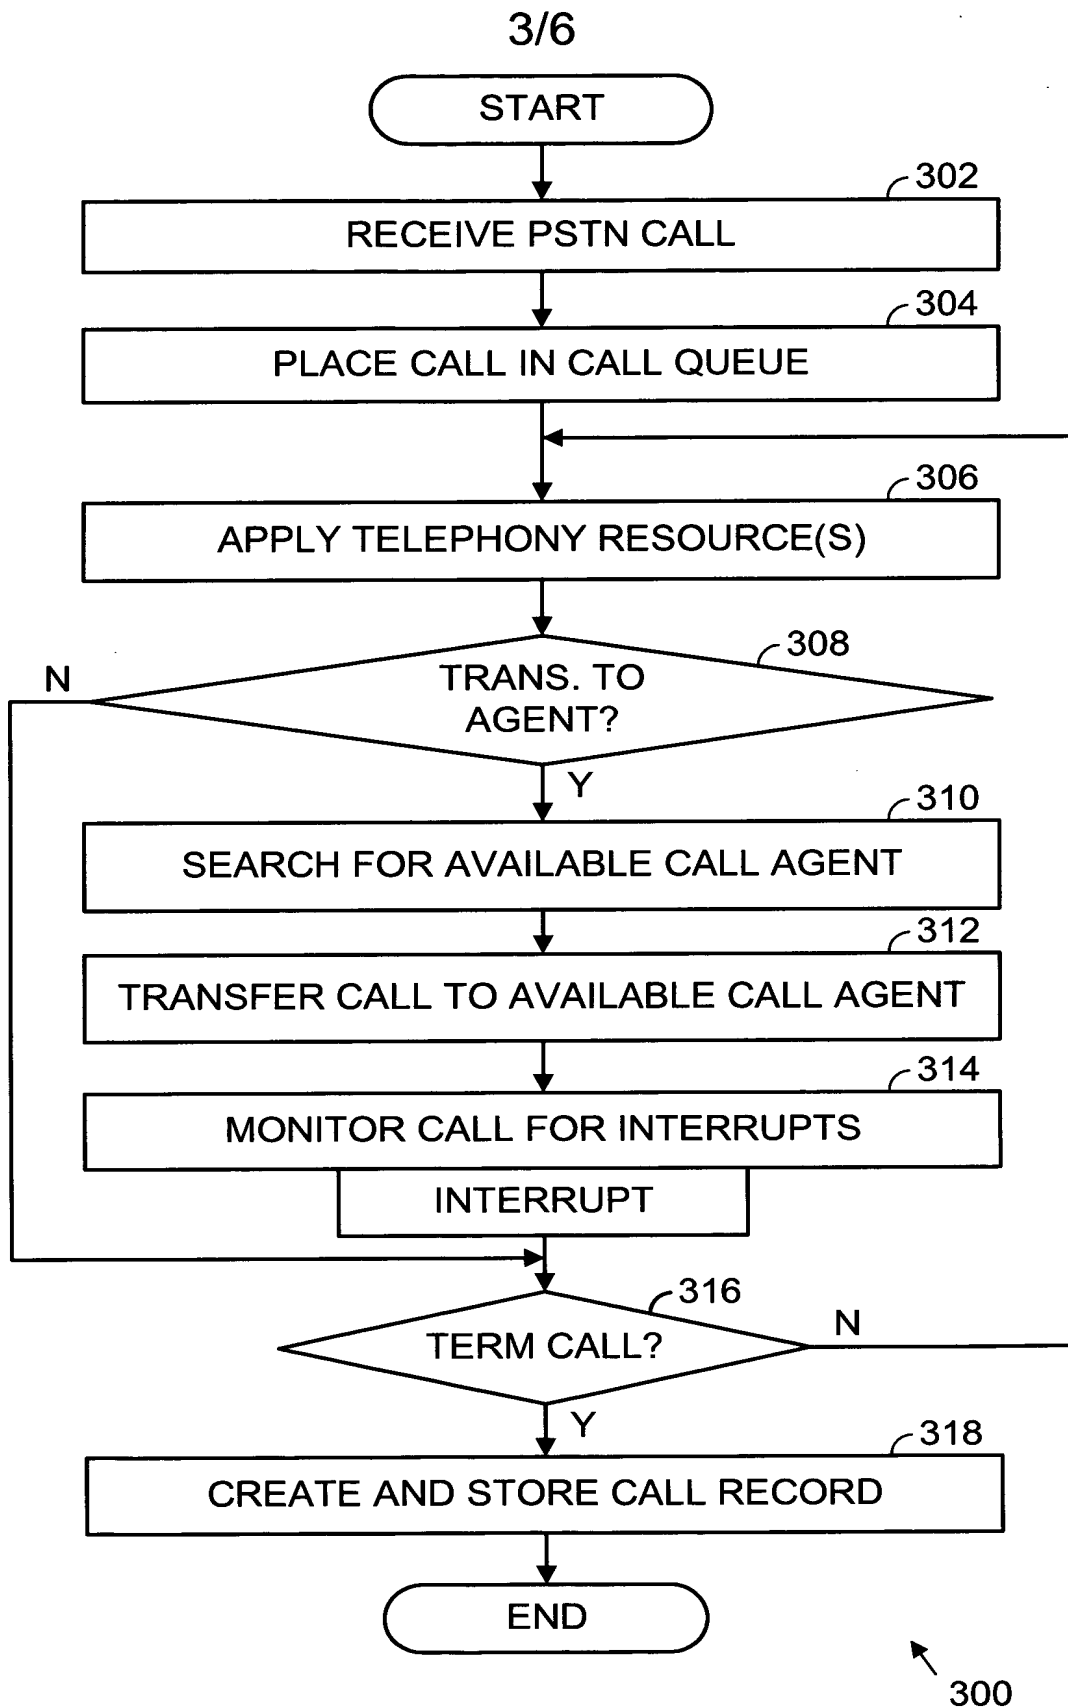 3/6
START
302
RECEIVE PSTN CALL
304
PLACE CALL IN CALL QUEUE
306
APPLY TELEPHONY RESOURCE(S)
308
N
TRANS. TO
AGENT?
Y
310
SEARCH FOR AVAILABLE CALL AGENT
312
TRANSFER CALL TO AVAILABLE CALL AGENT
314
MONITOR CALL FOR INTERRUPTS
INTERRUPT
316
TERM CALL?
N
Y
318
CREATE AND STORE CALL RECORD
END
300